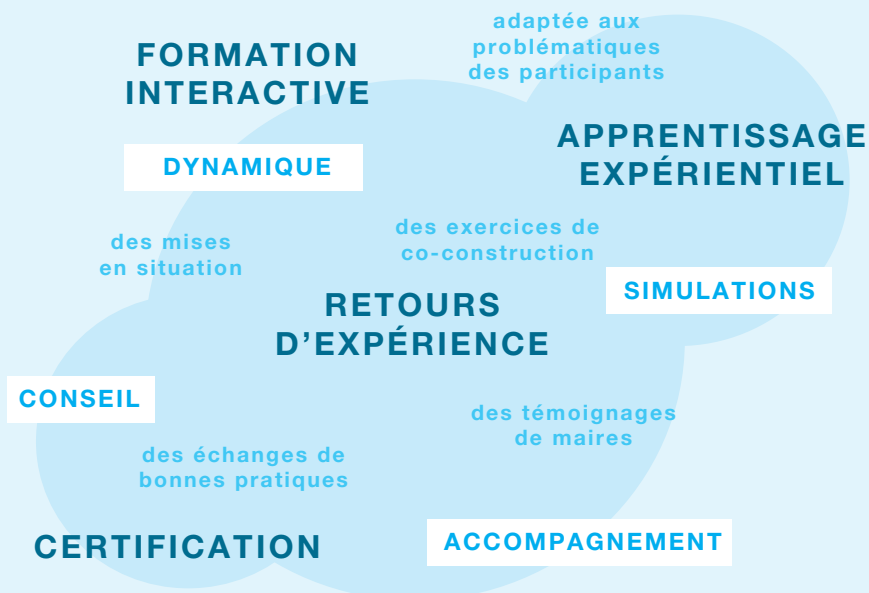 adaptée aux
problématiques
des participants
FORMATION
INTERACTIVE
APPRENTISSAGE
EXPÉRIENTIEL
DYNAMIQUE
des exercices de
co-construction
des mises
en situation
SIMULATIONS
RETOURS
D’EXPÉRIENCE
CONSEIL
des témoignages
de maires
des échanges de
bonnes pratiques
CERTIFICATION
ACCOMPAGNEMENT